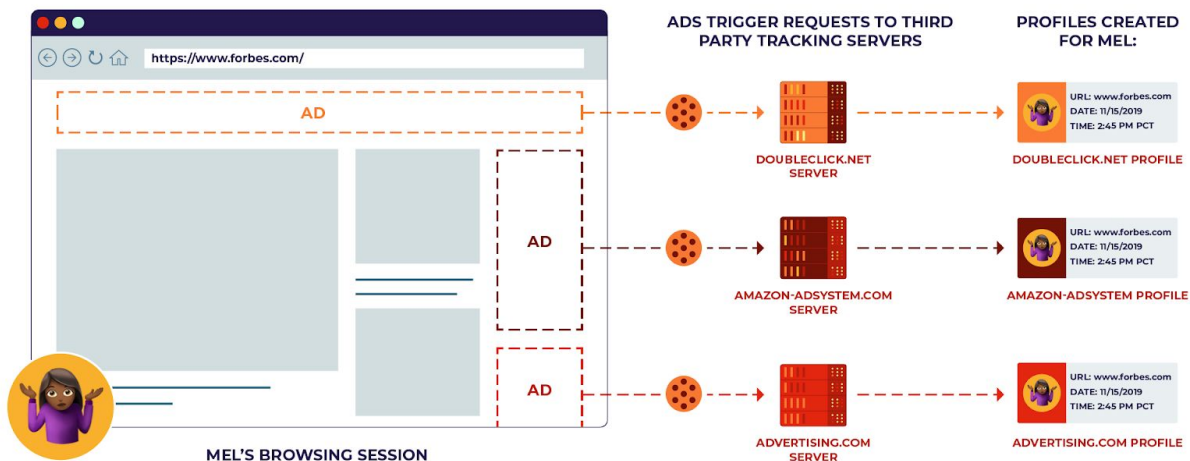 ADS TRIGGER REQUESTS TO THIRD
PARTY TRACKING SERVERS
PROFILES CREATED
FOR MEL:
https://www.forbes.com/
AD
URL: www.forbes.com
DATE: 11/15/2019
TIME: 2:45 PM PCT
DOUBLECLICK.NET
SERVER
DOUBLECLICK.NET PROFILE
AD
URL: www.forbes.com
DATE: 11/15/2019
TIME: 2:45 PM PCT
AMAZON-ADSYSTEM.COM
SERVER
AMAZON-ADSYSTEM PROFILE
AD
URL: www.forbes.com
DATE: 11/15/2019
TIME: 2:45 PM PCT
ADVERTISING.COM
SERVER
ADVERTISING.COM PROFILE
MEL'S BROWSING SESSION